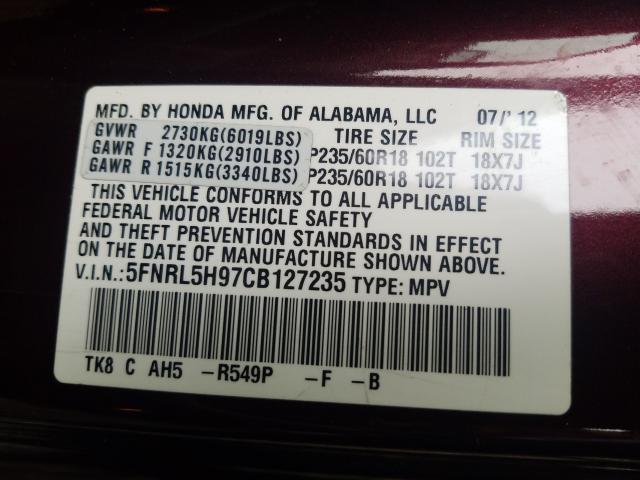 MFD. BY HONDA MFG. OF ALABAMA, LLC 07/'12
GVWR 2730KG(6019LBS) TIRE SIZE RIM SIZE
GAWR F 1320KG(2910LBS) P235/60R18 102T 18X7J
GAWR R 1515KG(3340LBS) P235/60R18 102T 18X7J
THIS VEHICLE CONFORMS TO ALL APPLICABLE
FEDERAL MOTOR VEHICLE SAFETY
AND THEFT PREVENTION STANDARDS IN EFFECT
ON THE DATE OF MANUFACTURE SHOWN ABOVE.
V.I.N.:5FNRL5H97CB127235 TYPE: MPV
TK8 C AH5 -R549P -F -B